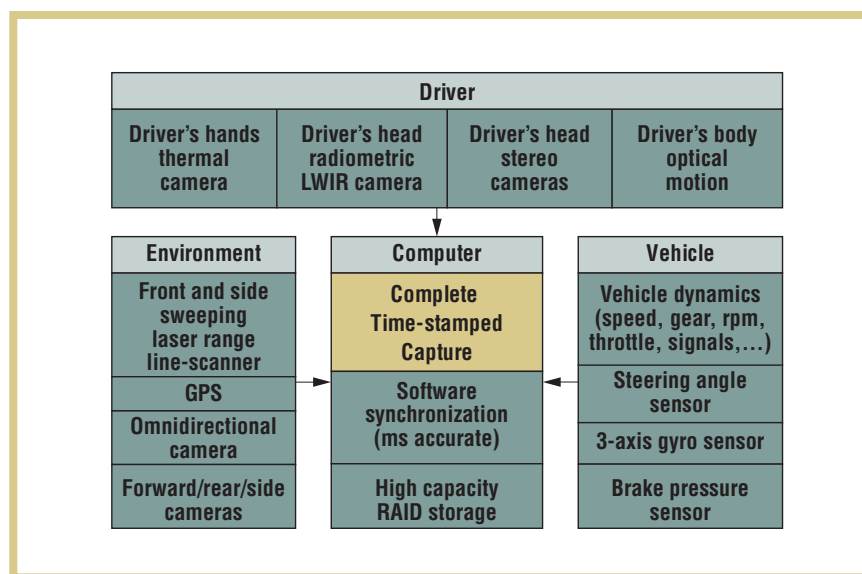 Driver
Driver's hands
thermal
camera
Driver's head
radiometric
LWIR camera
Driver's head
stereo
cameras
Driver's body
optical
motion
Environment
Front and side
sweeping
laser range
line-scanner
GPS
Omnidirectional
camera
Forward/rear/side
cameras
Computer
Complete
Time-stamped
Capture
Software
synchronization
(ms accurate)
High capacity
RAID storage
Vehicle
Vehicle dynamics
(speed, gear, rpm,
throttle, signals,...)
Steering angle
sensor
3-axis gyro sensor
Brake pressure
sensor